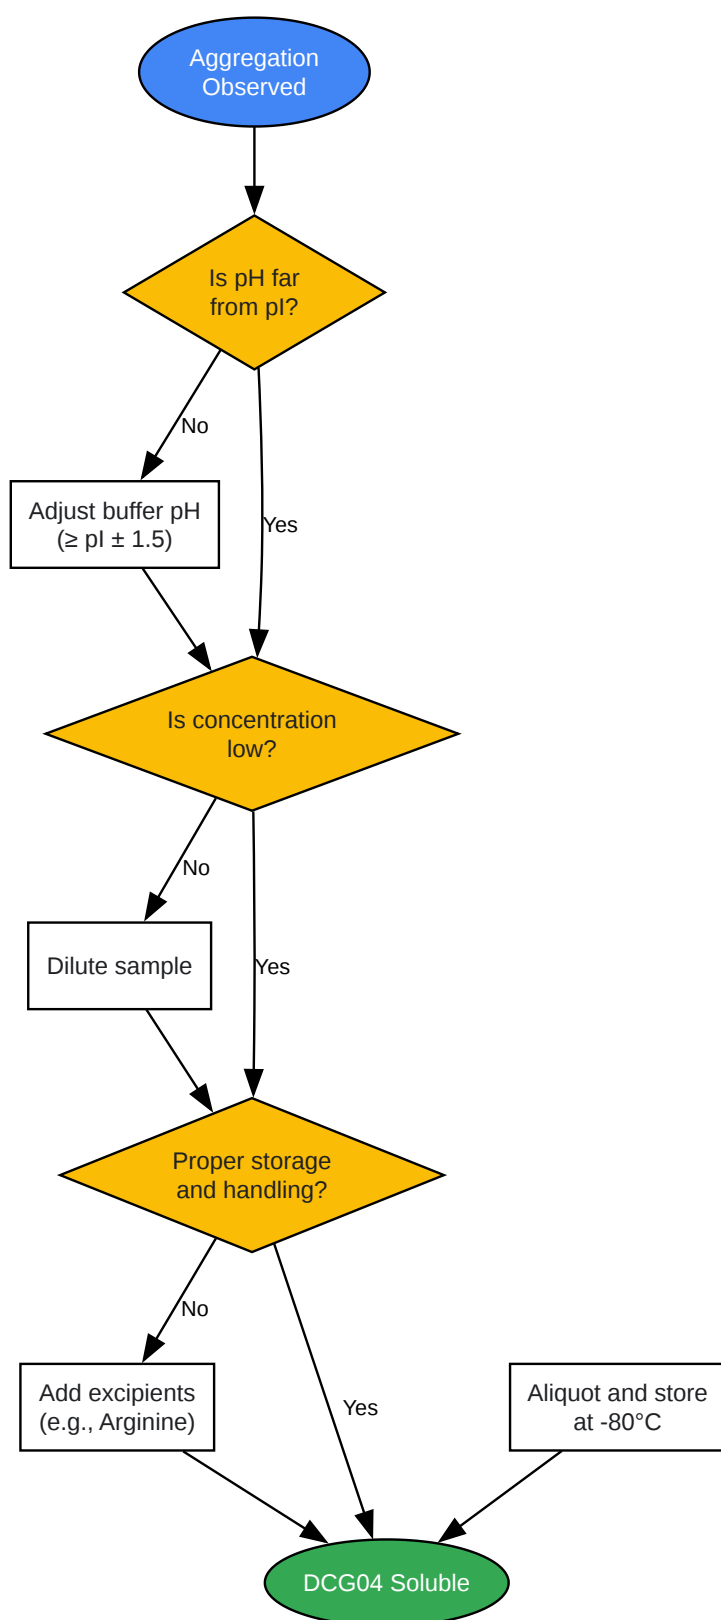 Aggregation
Observed
Is pH far
from pI?
No
Yes
Adjust buffer pH
(≥ pI ± 1.5)
Is concentration
low?
No
Yes
Dilute sample
Proper storage
and handling?
No
Yes
Add excipients
(e.g., Arginine)
Aliquot and store
at -80°C
DCG04 Soluble